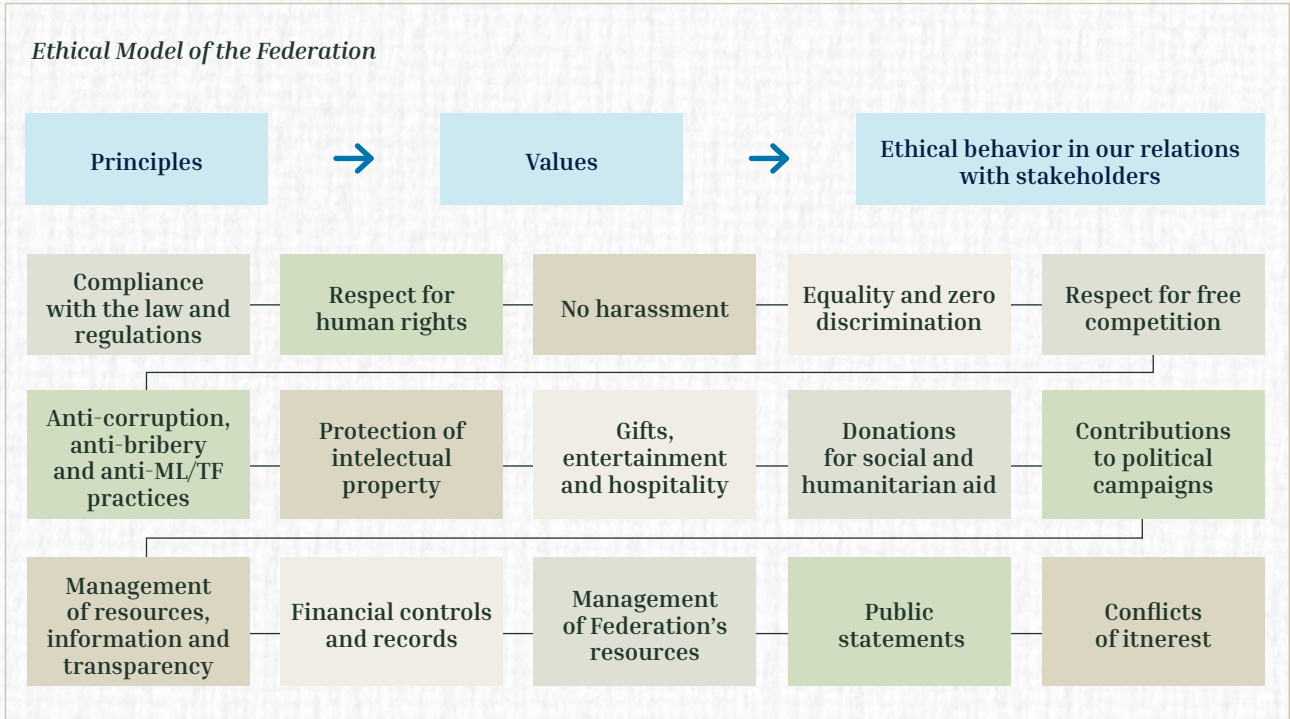 Ethical Model of the Federation
Principles
Values
Ethical behavior in our relations
with stakeholders
Compliance
with the law and
regulations
Respect for
human rights
No harassment
Equality and zero
discrimination
Respect for free
competition
Anti-corruption,
anti-bribery
and anti-ML/TF
practices
Protection of
intelectual
property
Gifts,
entertainment
and hospitality
Donations
for social and
humanitarian aid
Contributions
to political
campaigns
Management
of resources,
information and
transparency
Financial controls
and records
Management
of Federation’s
resources
Public
statements
Conflicts
of itnerest